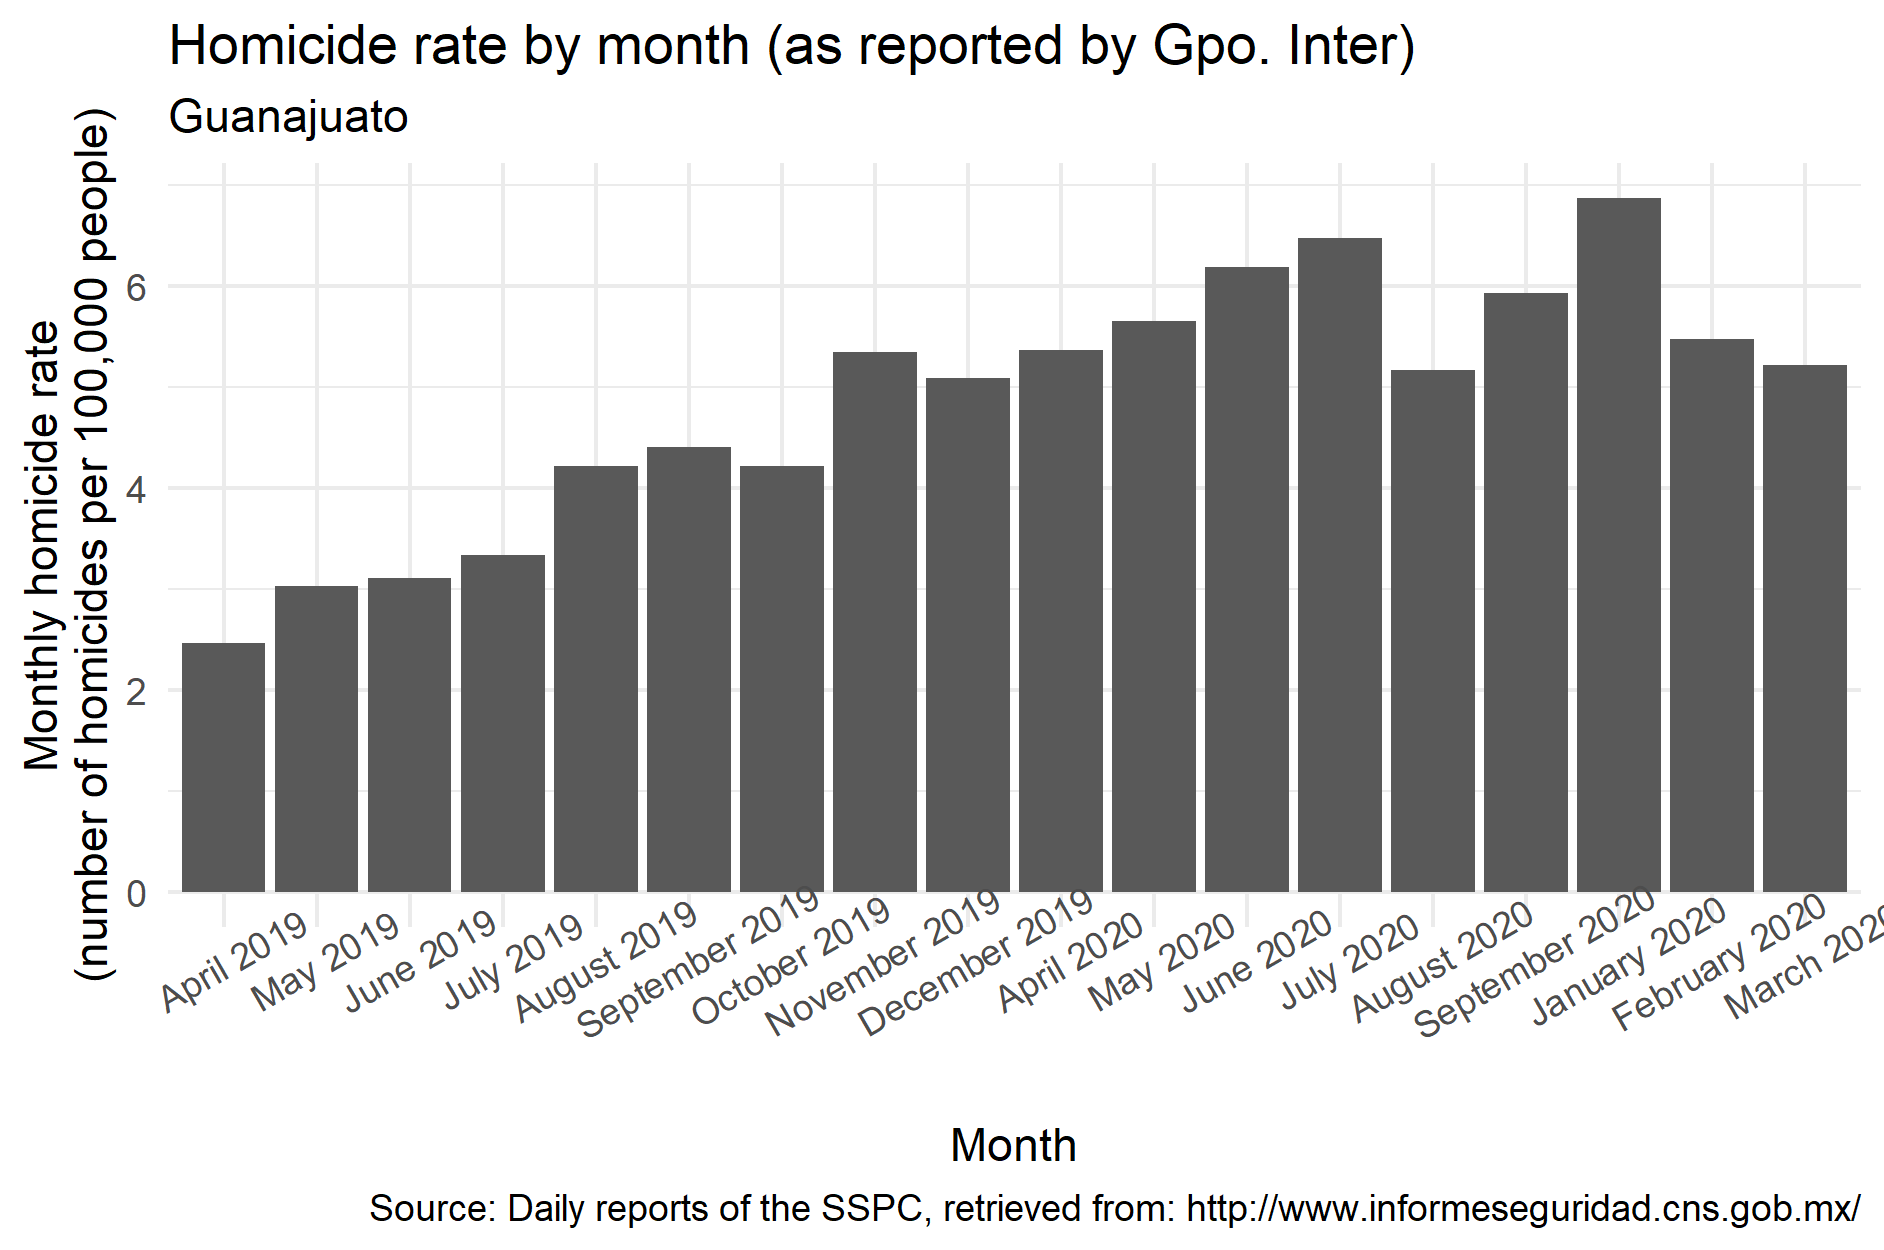 Homicide rate by month (as reported by Gpo. Inter)
Guanajuato
Monthly homicide rate
(number of homicides per 100,000 people)
6
4
2
0
April 2019
May 2019
June 2019
July 2019
August 2019
September 2019
October 2019
November 2019
December 2019
April 2020
May 2020
June 2020
July 2020
August 2020
September 2020
January 2020
February 2020
March 2020
Month
Source: Daily reports of the SSPC, retrieved from: http://www.informeseguridad.cns.gob.mx/